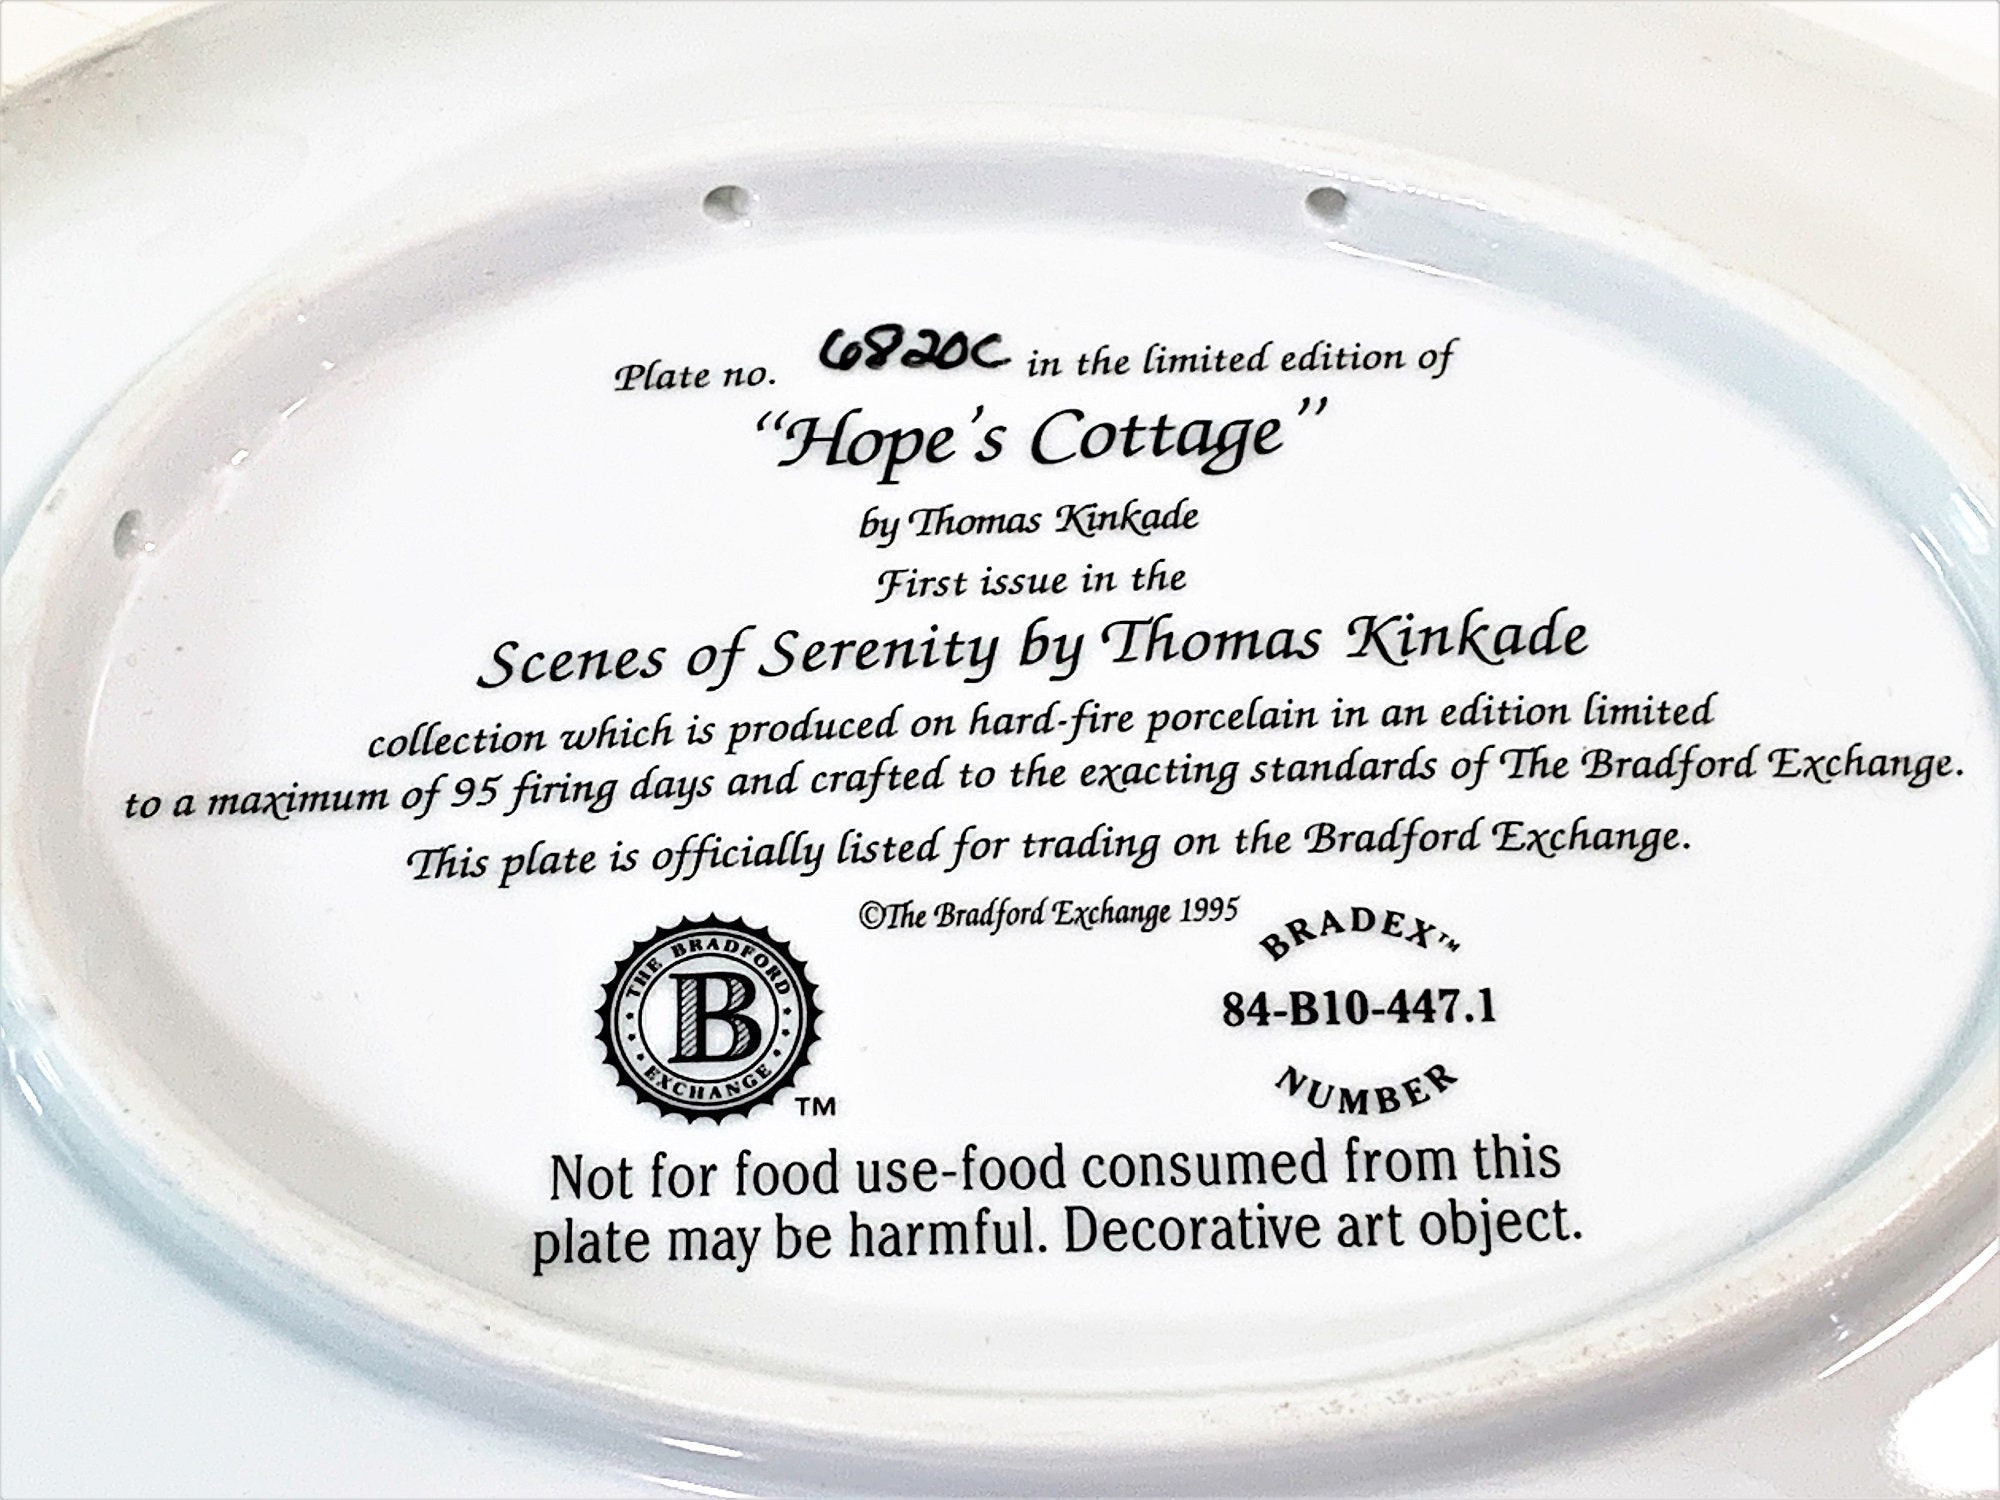 Plate no. 6820C in the limited edition of
“Hope's Cottage”
by Thomas Kinkade
First issue in the
Scenes of Serenity by Thomas Kinkade
collection which is produced on hard-fire porcelain in an edition limited
to a maximum of 95 firing days and crafted to the exacting standards of The Bradford Exchange.
This plate is officially listed for trading on the Bradford Exchange.
©The Bradford Exchange 1995
THE BRADFORD
B
EXCHANGE
TM
BRADEX™
84-B10-447.1
NUMBER
Not for food use-food consumed from this
plate may be harmful. Decorative art object.